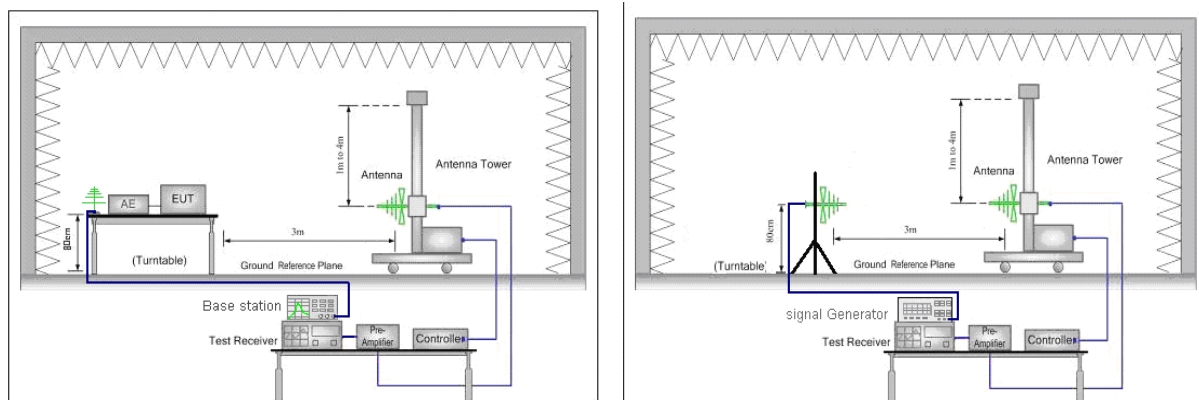 1m to 4m
Antenna Tower
Antenna
AE
EUT
80cm
3m
(Turntable)
Ground Reference Plane
Base station
Test Receiver
Pre-
Amplifier
Controller
1m to 4m
Antenna Tower
Antenna
80cm
3m
(Turntable)
Ground Reference Plane
signal Generator
Test Receiver
Pre-
Amplifier
Controller